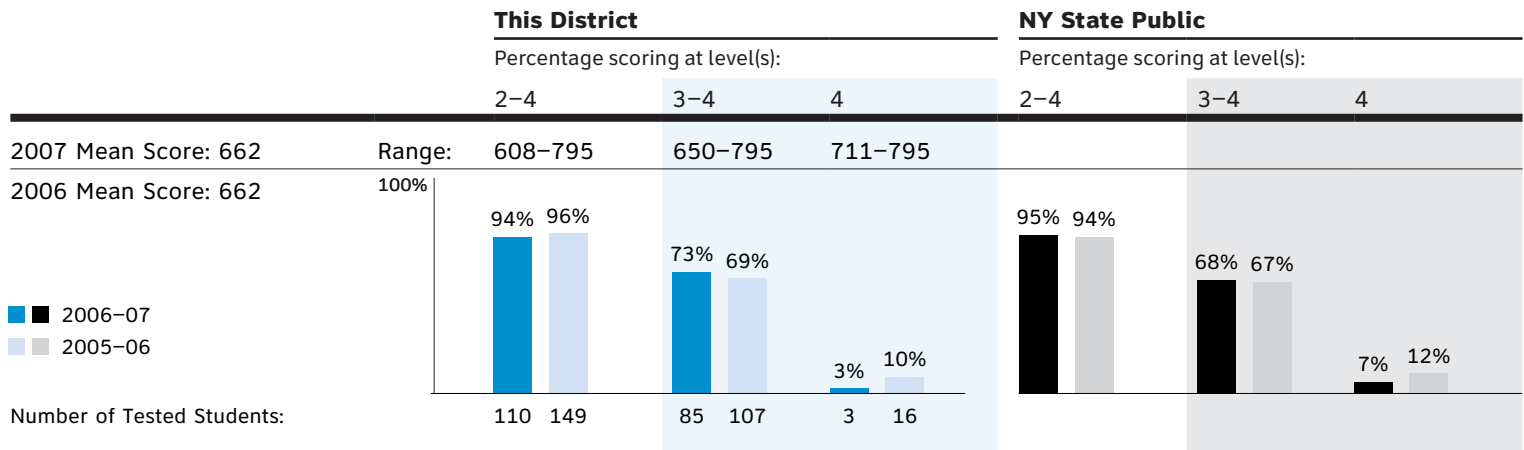 This District NY State Public
Percentage scoring at level(s): Percentage scoring at level(s):
2–4 3–4 4 2–4 3–4 4
2007 Mean Score: 662 Range: 608–795 650–795 711–795
2006 Mean Score: 662 100%
94% 96% 73% 69% 3% 10% 95% 94% 68% 67% 7% 12%
2006–07
2005–06
Number of Tested Students: 110 149 85 107 3 16